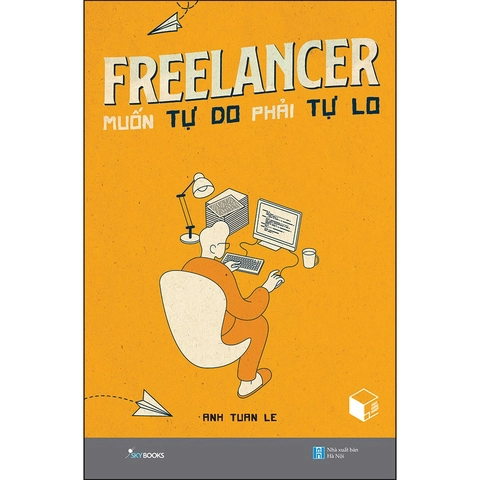 FREELANCER
MUỐN TỰ DO PHẢI TỰ LO
ANH TUAN LE
SKYBOOKS
Nhà xuất bản
Hà Nội